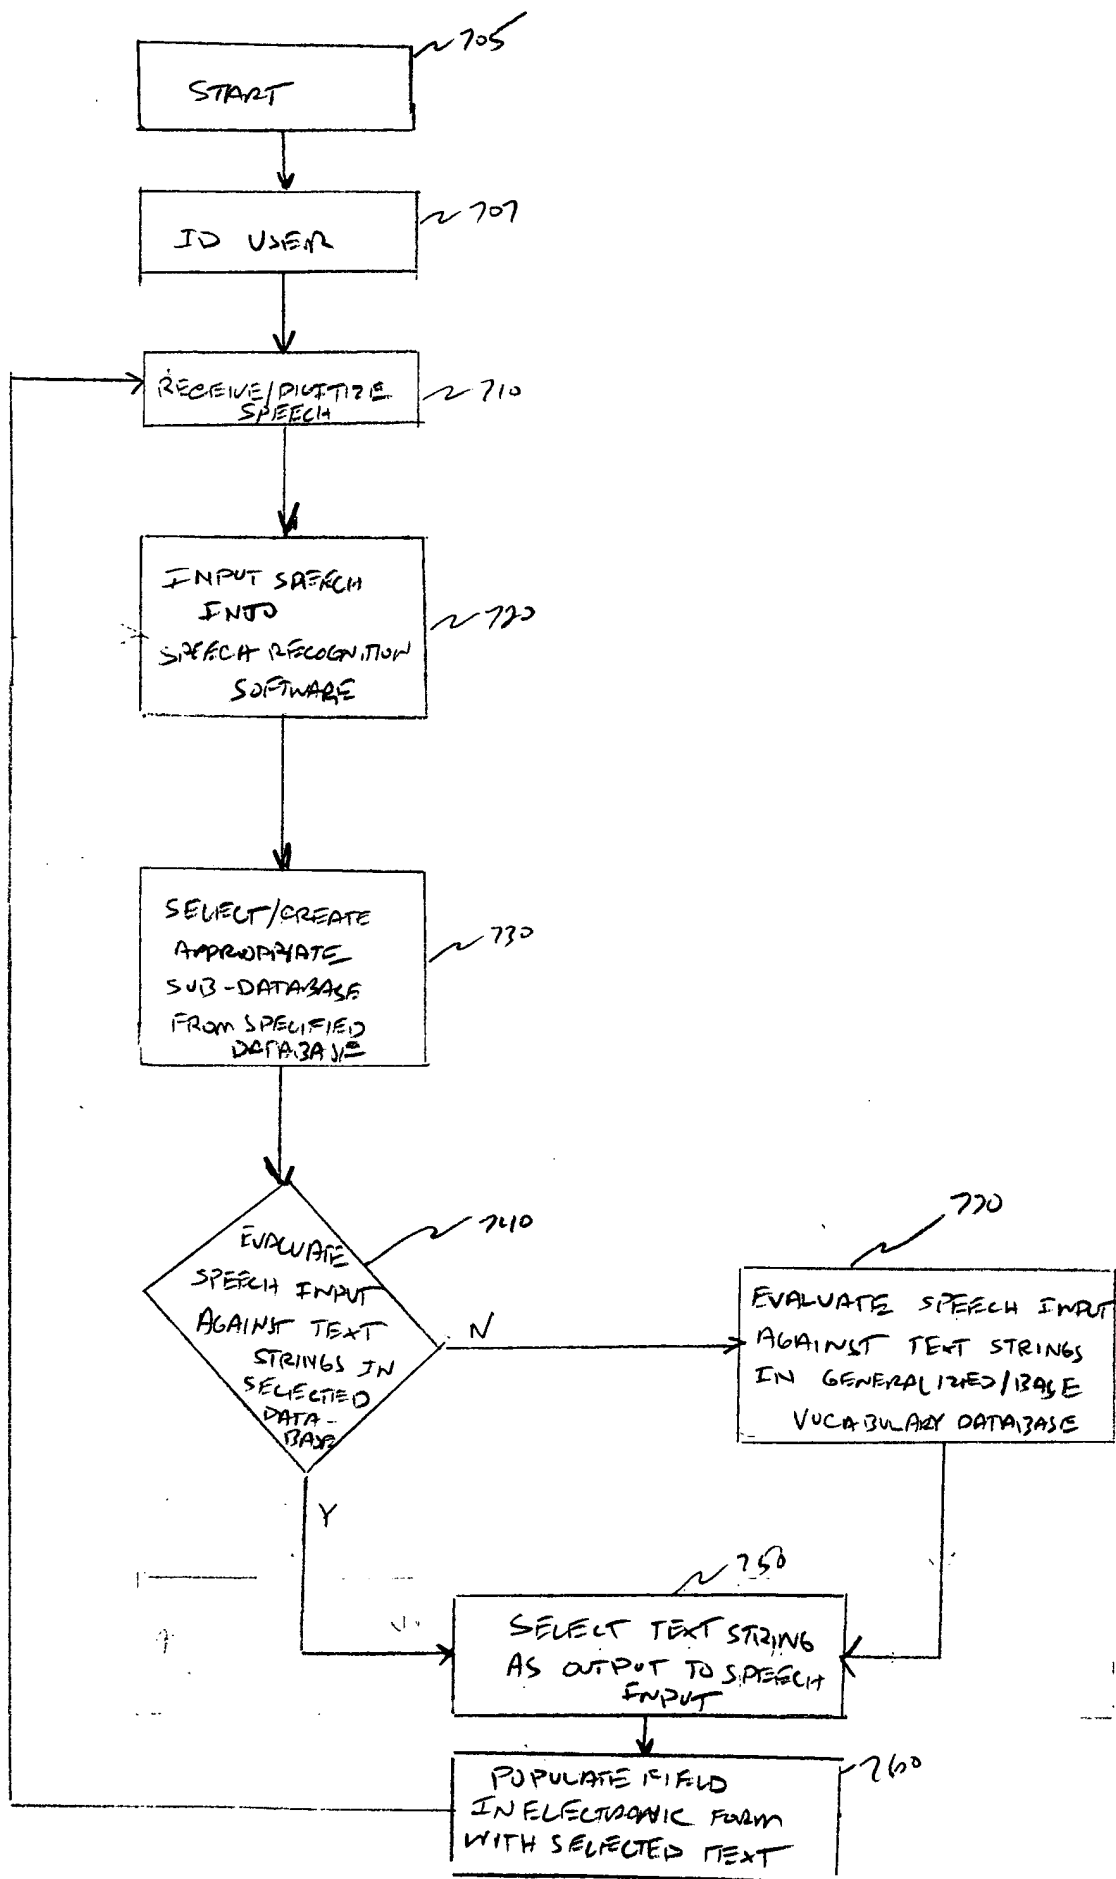 705
START
707
ID USER
RECEIVE/DIGITIZE
SPEECH
710
INPUT SPEECH
INTO
SPEECH RECOGNITION
SOFTWARE
720
SELECT/CREATE
APPROPRIATE
SUB-DATABASE
FROM SPECIFIED
DATABASE
730
EVALUATE
SPEECH INPUT
AGAINST TEXT
STRINGS IN
SELECTED
DATA-
BASE
740
N
770
EVALUATE SPEECH INPUT
AGAINST TEXT STRINGS
IN GENERALIZED/BASE
VOCABULARY DATABASE
Y
750
SELECT TEXT STRING
AS OUTPUT TO SPEECH
INPUT
760
POPULATE FIELD
IN ELECTRONIC FORM
WITH SELECTED TEXT